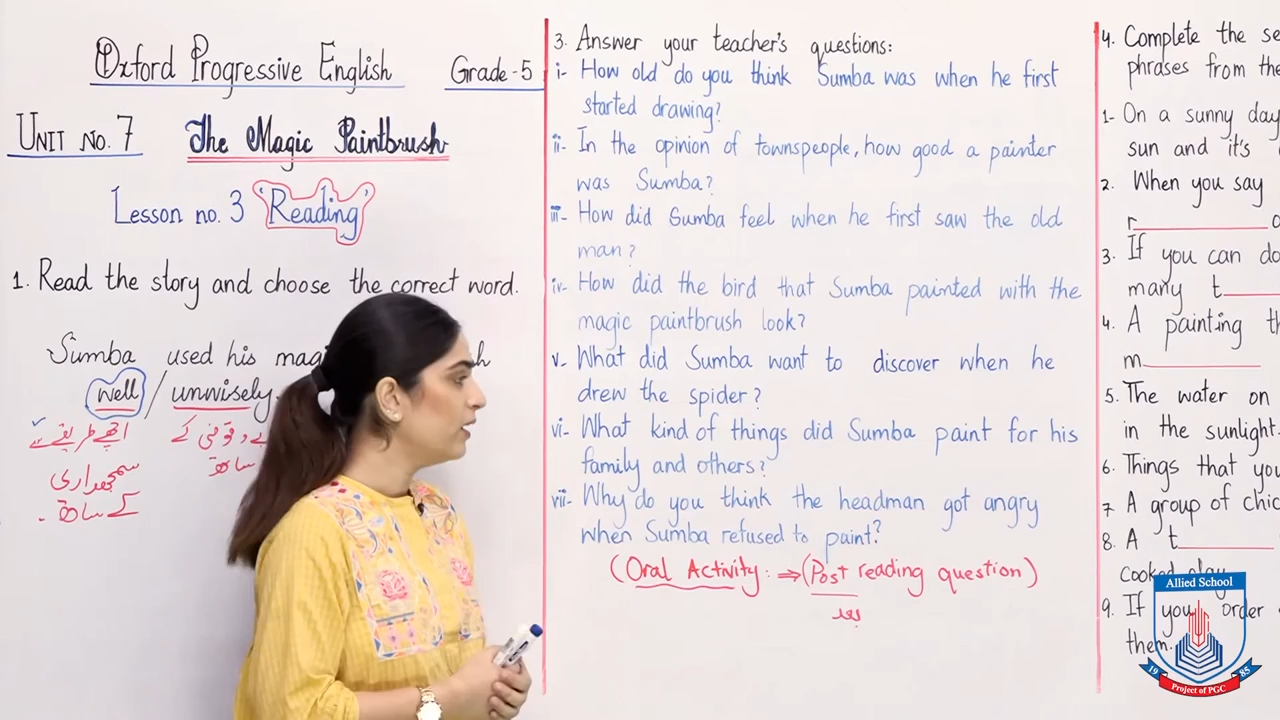 Oxford Progressive English Grade-5
UNIT NO. 7 The Magic Paintbrush
Lesson no. 3 'Reading'
1. Read the story and choose the correct word.
Sumba used his
well / unwisely.
اچھے طریقے سے
سمجھداری
کے ساتھ
3. Answer your teacher's questions:
i- How old do you think Sumba was when he first
started drawing?
ii- In the opinion of townspeople, how good a painter
was Sumba?
iii- How did Sumba feel when he first saw the old
man?
iv- How did the bird that Sumba painted with the
magic paintbrush look?
v- What did Sumba want to discover when he
drew the spider?
vi- What kind of things did Sumba paint for his
family and others?
vii- Why do you think the headman got angry
when Sumba refused to paint?
(Oral Activity: ⇒ (Post reading question)
بعد
4. Complete the
phrases from the
1- On a sunny day
sun and it's
2. When you say
r
3. If you can
many t
4. A painting
m
5. The water on
in the sunlight.
6. Things that you
7. A group of
8. A t
cooked clay
9. If you order
them.
Allied School
19 85
Project of PGC